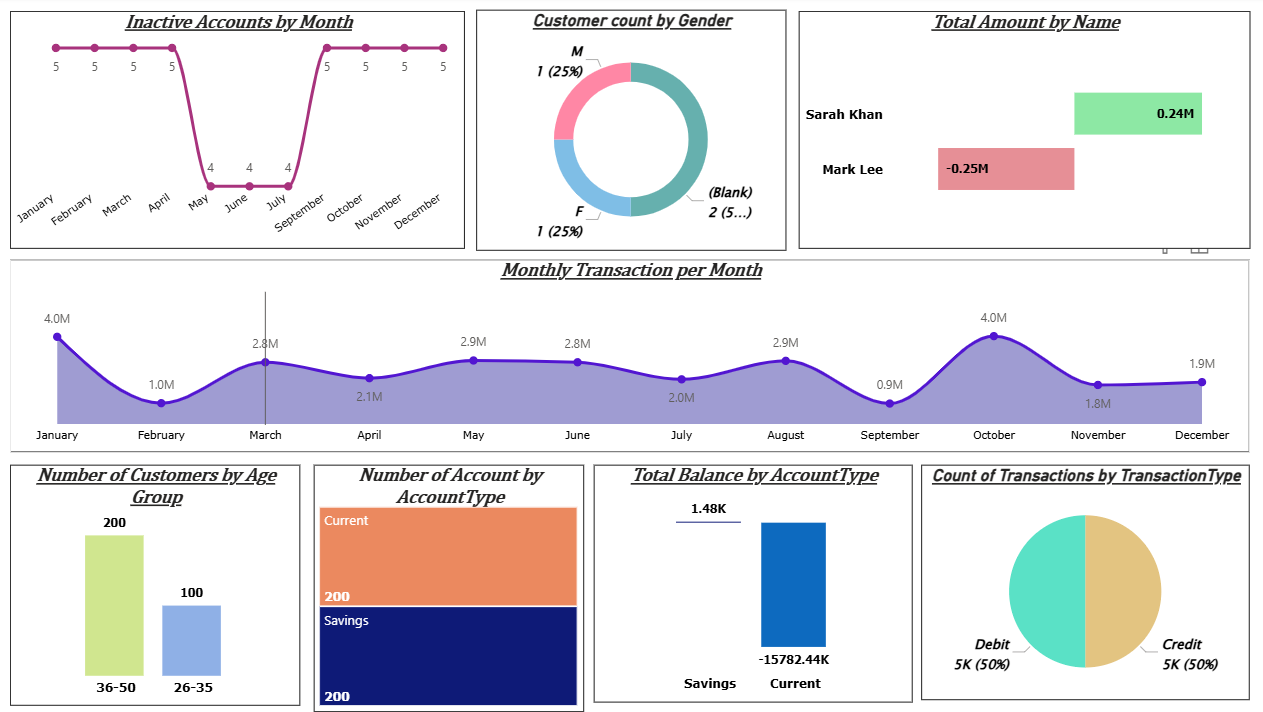 Inactive Accounts by Month
5 5 5 5 5 5 5 5
4 4 4
January February March April May June July September October November December
Customer count by Gender
M
1 (25%)
(Blank)
2 (5...)
F
1 (25%)
Total Amount by Name
Sarah Khan 0.24M
Mark Lee -0.25M
Monthly Transaction per Month
4.0M 1.0M 2.8M 2.1M 2.9M 2.8M 2.0M 2.9M 0.9M 4.0M 1.8M 1.9M
January February March April May June July August September October November December
Number of Customers by Age
Group
200
100
36-50 26-35
Number of Account by
AccountType
Current
200
Savings
200
Total Balance by AccountType
1.48K
-15782.44K
Savings Current
Count of Transactions by TransactionType
Debit
5K (50%)
Credit
5K (50%)